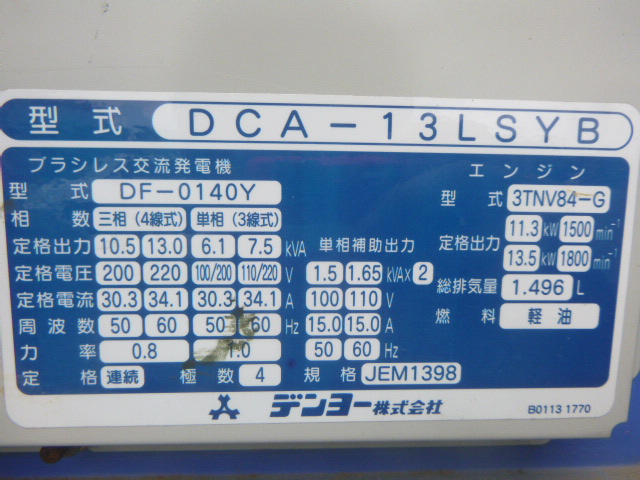 型式 DCA-13LSYB
ブラシレス交流発電機
型式 DF-0140Y
相数 三相(4線式) 単相(3線式)
定格出力 10.5 13.0 6.1 7.5 kVA
定格電圧 200 220 100/200 110/220 V
定格電流 30.3 34.1 30.3 34.1 A
周波数 50 60 50 60 Hz
力率 0.8 1.0
定格 連続 極数 4 規格 JEM1398
単相補助出力
1.5 1.65 kVA×2
100 110 V
15.0 15.0 A
50 60 Hz
エンジン
型式 3TNV84-G
定格出力 11.3 kW 1500 min⁻¹
13.5 kW 1800 min⁻¹
総排気量 1.496 L
燃料 軽油
デンヨー株式会社
B0113 1770